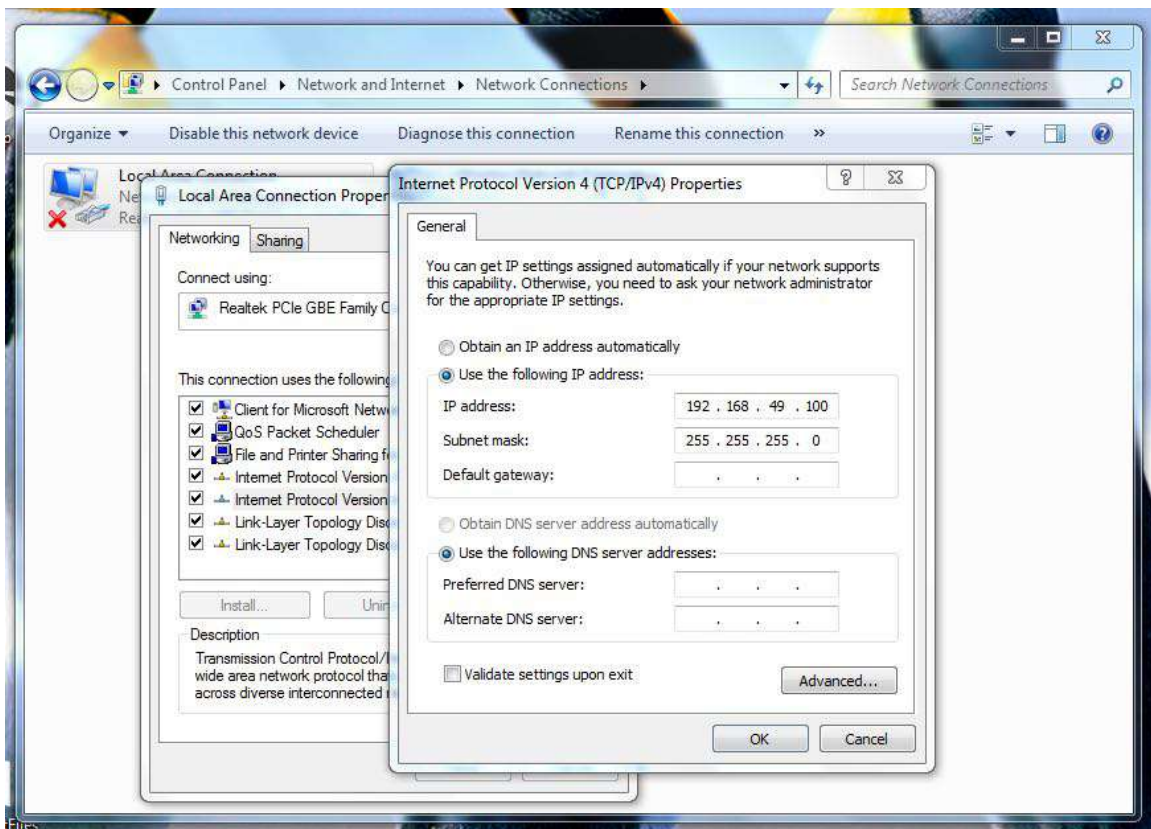 Control Panel Network and Internet Network Connections
Search Network Connections
Organize Disable this network device Diagnose this connection Rename this connection »
Local Area Connection
Local Area Connection
Networking Sharing
Connect using:
Realtek PCIe GBE Family
This connection uses the following
Client for Microsoft
QoS Packet Scheduler
File and Printer Sharing
Internet Protocol Version
Internet Protocol Version
Link-Layer Topology
Link-Layer Topology
Install...
Description
Transmission Control
wide area network protocol
across diverse interconnected
Internet Protocol Version 4 (TCP/IPv4) Properties
General
You can get IP settings assigned automatically if your network supports
this capability. Otherwise, you need to ask your network administrator
for the appropriate IP settings.
Obtain an IP address automatically
Use the following IP address:
IP address: 192 . 168 . 49 . 100
Subnet mask: 255 . 255 . 255 . 0
Default gateway: . . .
Obtain DNS server address automatically
Use the following DNS server addresses:
Preferred DNS server: . . .
Alternate DNS server: . . .
Validate settings upon exit
Advanced...
OK Cancel